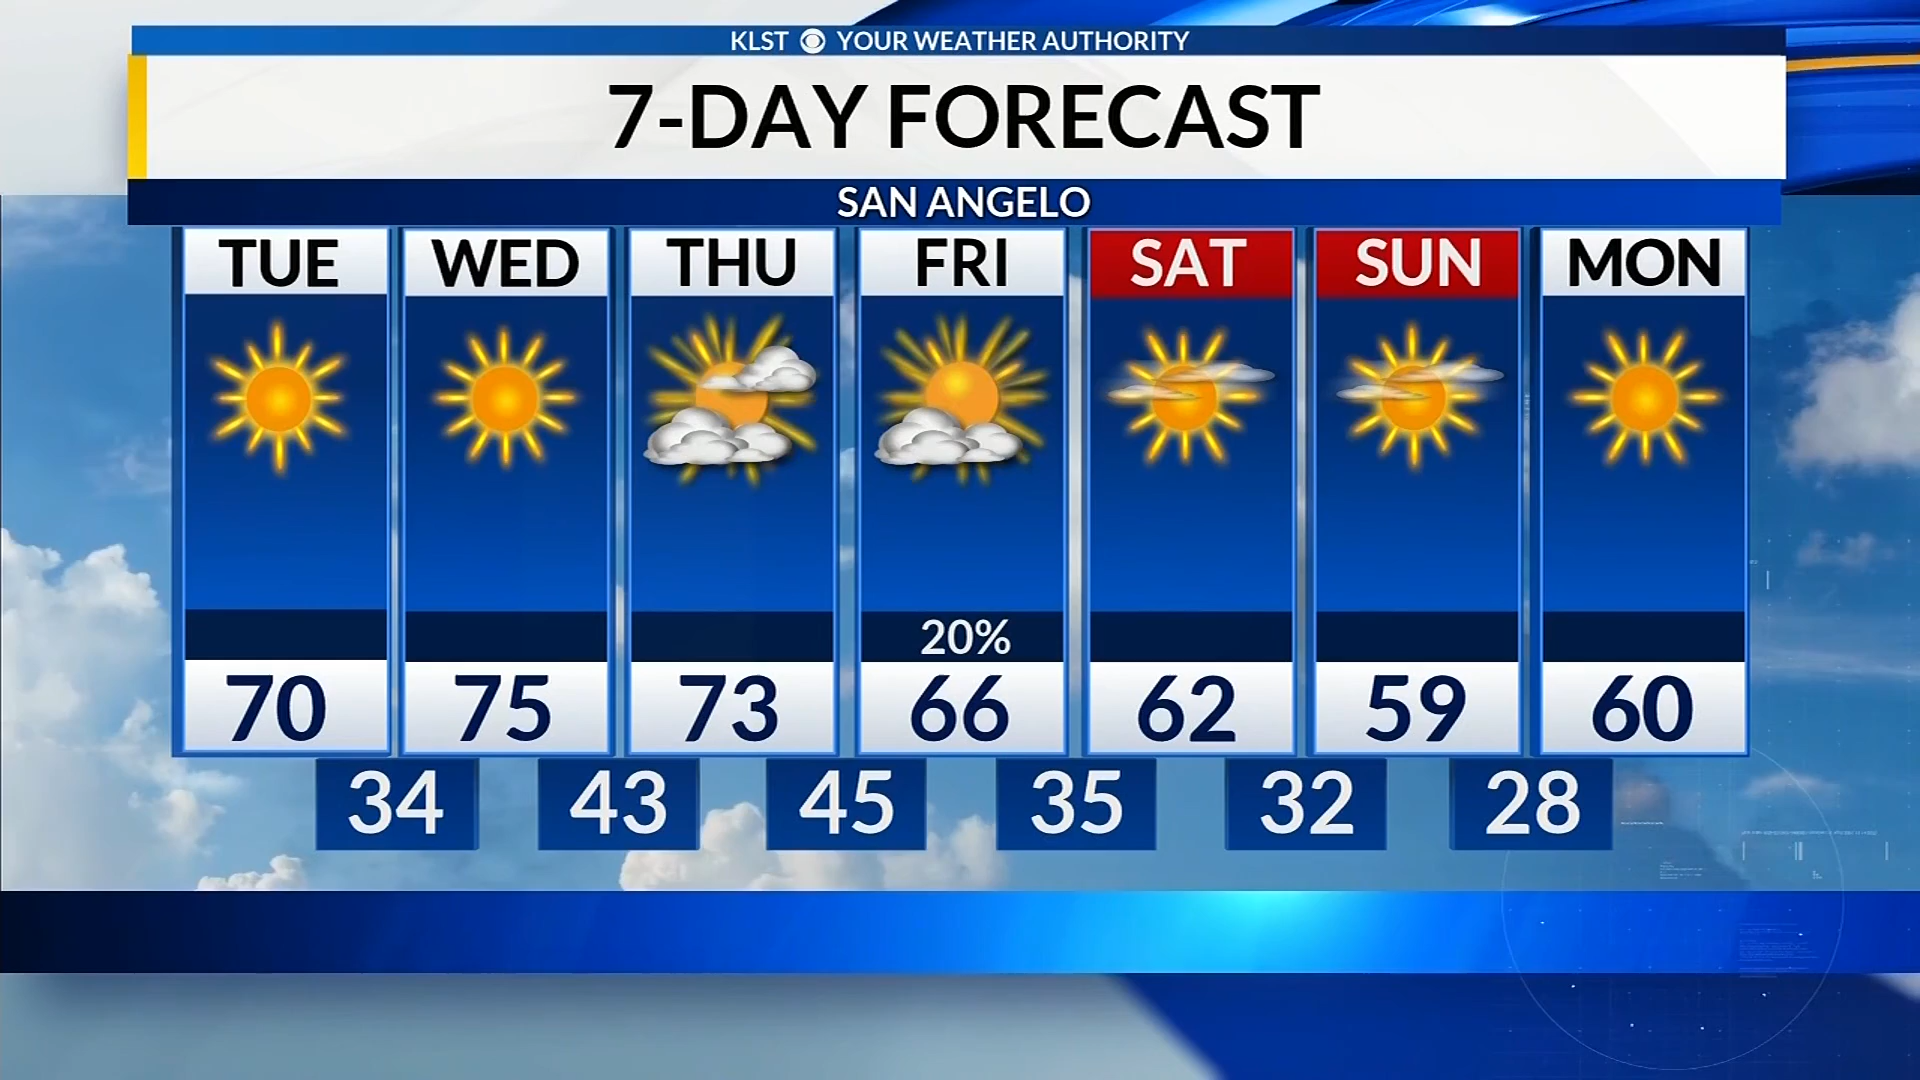 KLST YOUR WEATHER AUTHORITY
7-DAY FORECAST
SAN ANGELO
TUE WED THU FRI SAT SUN MON
20%
70 75 73 66 62 59 60
34 43 45 35 32 28